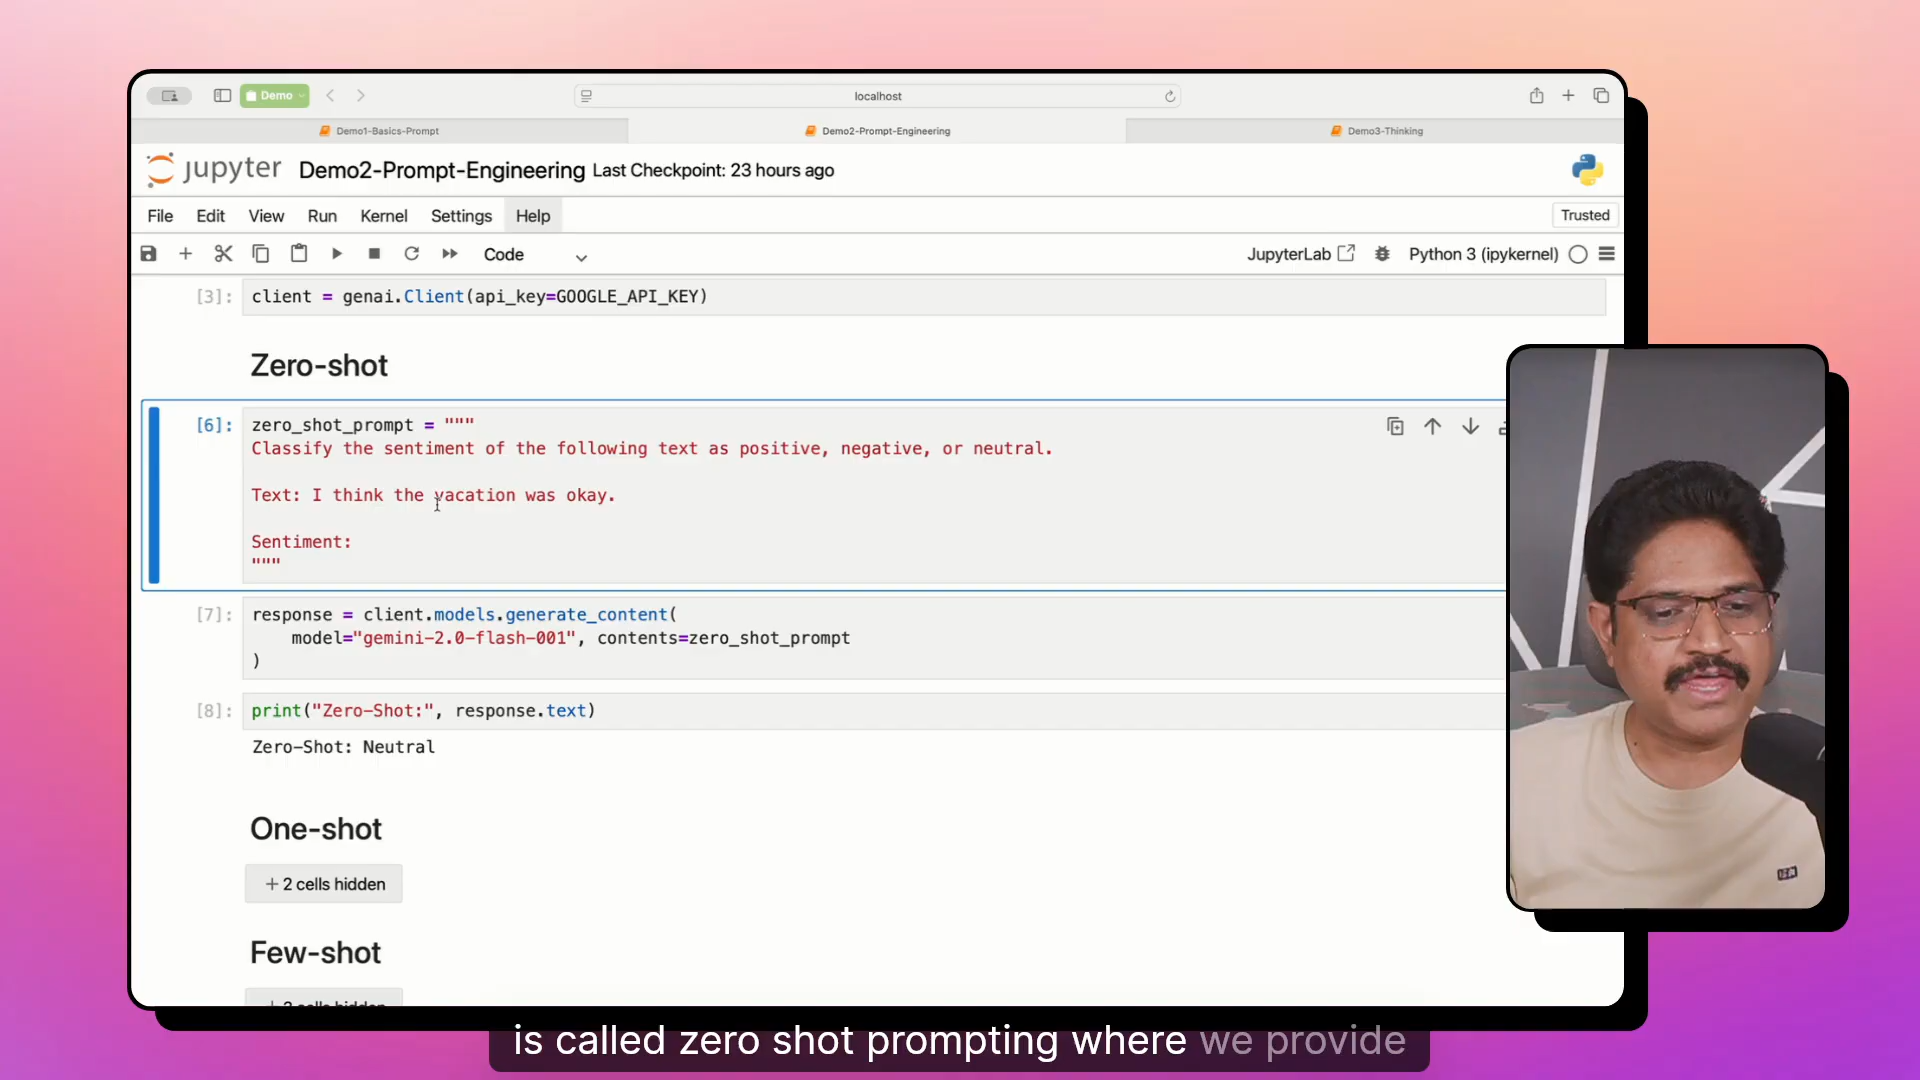 Demo
localhost
Demo1-Basics-Prompt
Demo2-Prompt-Engineering
Demo3-Thinking
jupyter Demo2-Prompt-Engineering Last Checkpoint: 23 hours ago
File Edit View Run Kernel Settings Help
Trusted
Code
JupyterLab
Python 3 (ipykernel)
[3]: client = genai.Client(api_key=GOOGLE_API_KEY)
Zero-shot
[6]: zero_shot_prompt = """
Classify the sentiment of the following text as positive, negative, or neutral.
Text: I think the vacation was okay.
Sentiment:
"""
[7]: response = client.models.generate_content(
model="gemini-2.0-flash-001", contents=zero_shot_prompt
)
[8]: print("Zero-Shot:", response.text)
Zero-Shot: Neutral
One-shot
+ 2 cells hidden
Few-shot
is called zero shot prompting where we provide